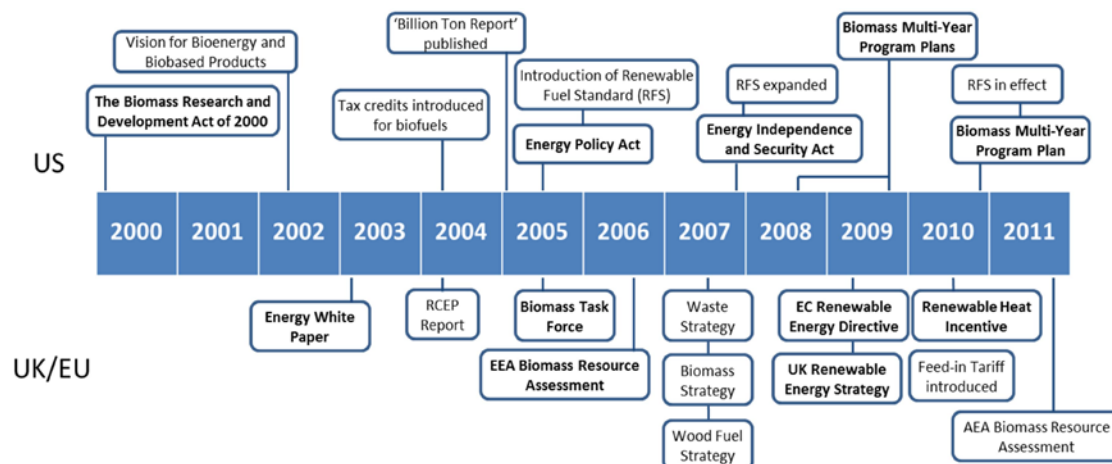 'Billion Ton Report'
published
Biomass Multi-Year
Program Plans
Vision for Bioenergy and
Biobased Products
Introduction of Renewable
Fuel Standard (RFS)
RFS expanded
RFS in effect
The Biomass Research and
Development Act of 2000
Tax credits introduced
for biofuels
Energy Policy Act
Energy Independence
and Security Act
Biomass Multi-Year
Program Plan
US
2000 2001 2002 2003 2004 2005 2006 2007 2008 2009 2010 2011
UK/EU
Energy White
Paper
RCEP
Report
Biomass Task
Force
EEA Biomass Resource
Assessment
Waste
Strategy
Biomass
Strategy
Wood Fuel
Strategy
EC Renewable
Energy Directive
UK Renewable
Energy Strategy
Renewable Heat
Incentive
Feed-in Tariff
introduced
AEA Biomass Resource
Assessment